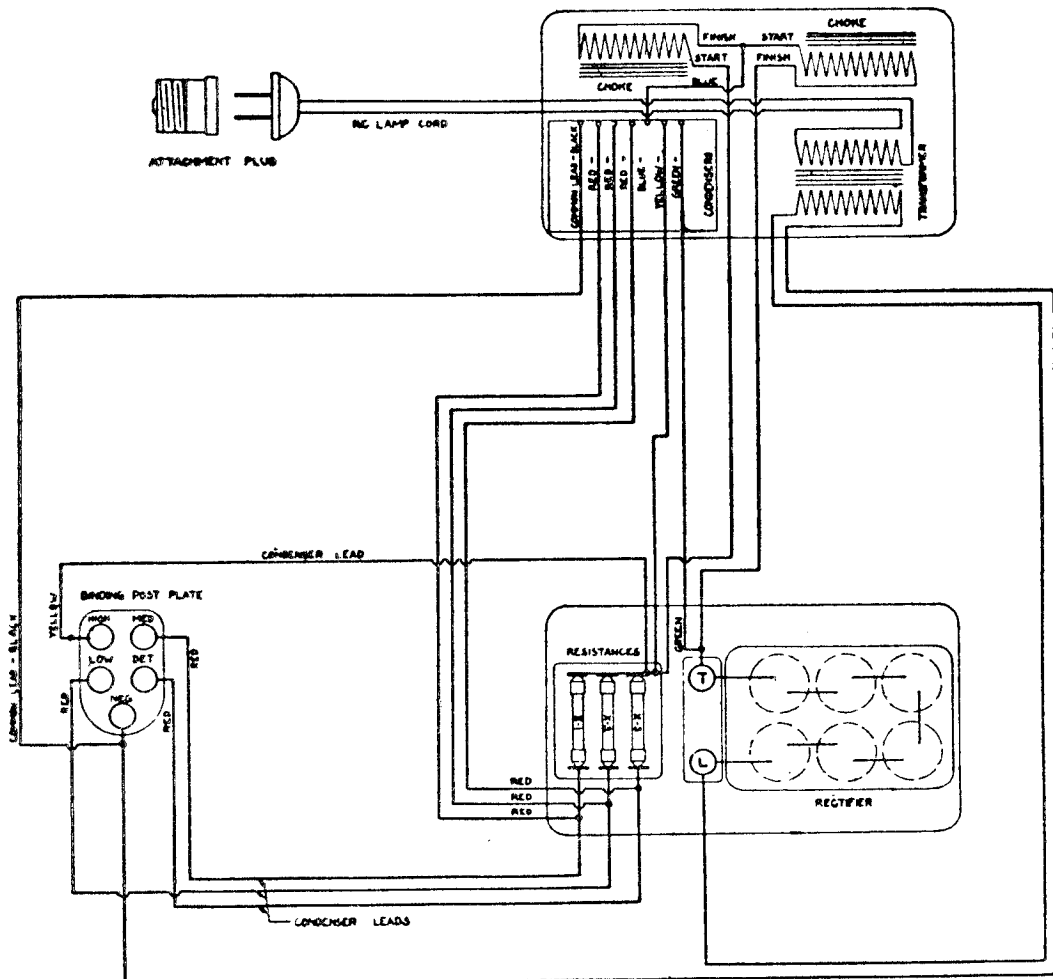 CHOKE
FINISH
START
START
FINISH
BLUE
CHOKE
AC LAMP CORD
ATTACHMENT PLUG
COMMON LEAD - BLACK
RED -
RED -
RED -
BLUE -
YELLOW -
GREEN -
CONDENSERS
TRANSFORMER
CONDENSER LEAD
BINDING POST PLATE
YELLOW
HIGH
MED
LOW
DET
NEG
RED
RED
RED
COMMON LEAD - BLACK
RESISTANCES
GREEN
T
L
RECTIFIER
RED
RED
RED
CONDENSER LEADS